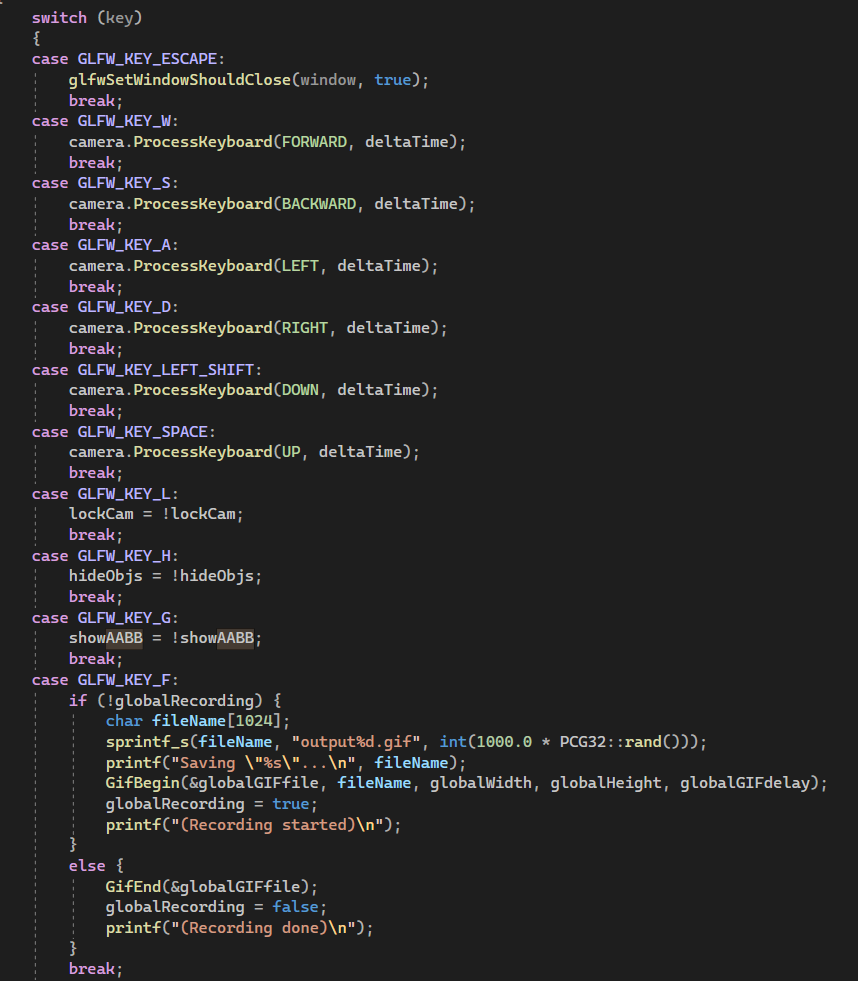 switch (key)
{
case GLFW_KEY_ESCAPE:
    glfwSetWindowShouldClose(window, true);
    break;
case GLFW_KEY_W:
    camera.ProcessKeyboard(FORWARD, deltaTime);
    break;
case GLFW_KEY_S:
    camera.ProcessKeyboard(BACKWARD, deltaTime);
    break;
case GLFW_KEY_A:
    camera.ProcessKeyboard(LEFT, deltaTime);
    break;
case GLFW_KEY_D:
    camera.ProcessKeyboard(RIGHT, deltaTime);
    break;
case GLFW_KEY_LEFT_SHIFT:
    camera.ProcessKeyboard(DOWN, deltaTime);
    break;
case GLFW_KEY_SPACE:
    camera.ProcessKeyboard(UP, deltaTime);
    break;
case GLFW_KEY_L:
    lockCam = !lockCam;
    break;
case GLFW_KEY_H:
    hideObjs = !hideObjs;
    break;
case GLFW_KEY_G:
    showAABB = !showAABB;
    break;
case GLFW_KEY_F:
    if (!globalRecording) {
        char fileName[1024];
        sprintf_s(fileName, "output%d.gif", int(1000.0 * PCG32::rand()));
        printf("Saving \"%s\"...\n", fileName);
        GifBegin(&globalGIFfile, fileName, globalWidth, globalHeight, globalGIFdelay);
        globalRecording = true;
        printf("(Recording started)\n");
    }
    else {
        GifEnd(&globalGIFfile);
        globalRecording = false;
        printf("(Recording done)\n");
    }
    break;